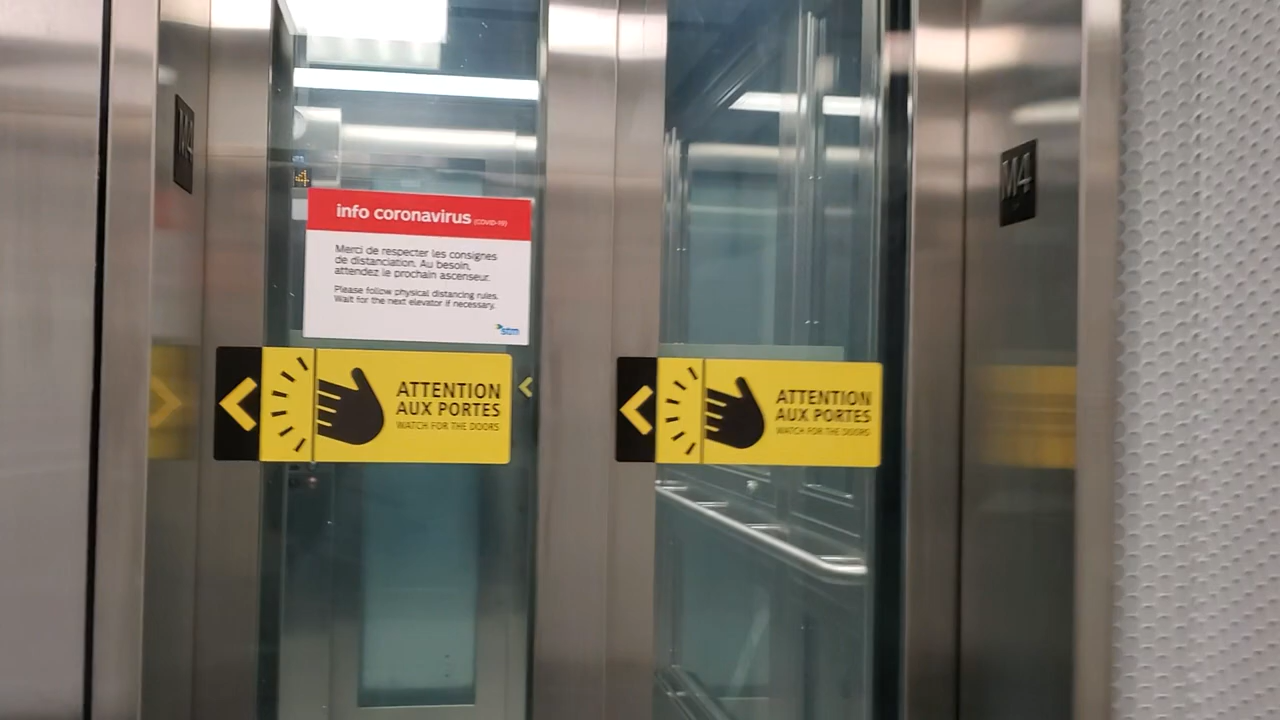 M4
M4
4
info coronavirus (COVID-19)
Merci de respecter les consignes
de distanciation. Au besoin,
attendez le prochain ascenseur.
Please follow physical distancing rules.
Wait for the next elevator if necessary.
stm
ATTENTION
AUX PORTES
WATCH FOR THE DOORS
ATTENTION
AUX PORTES
WATCH FOR THE DOORS